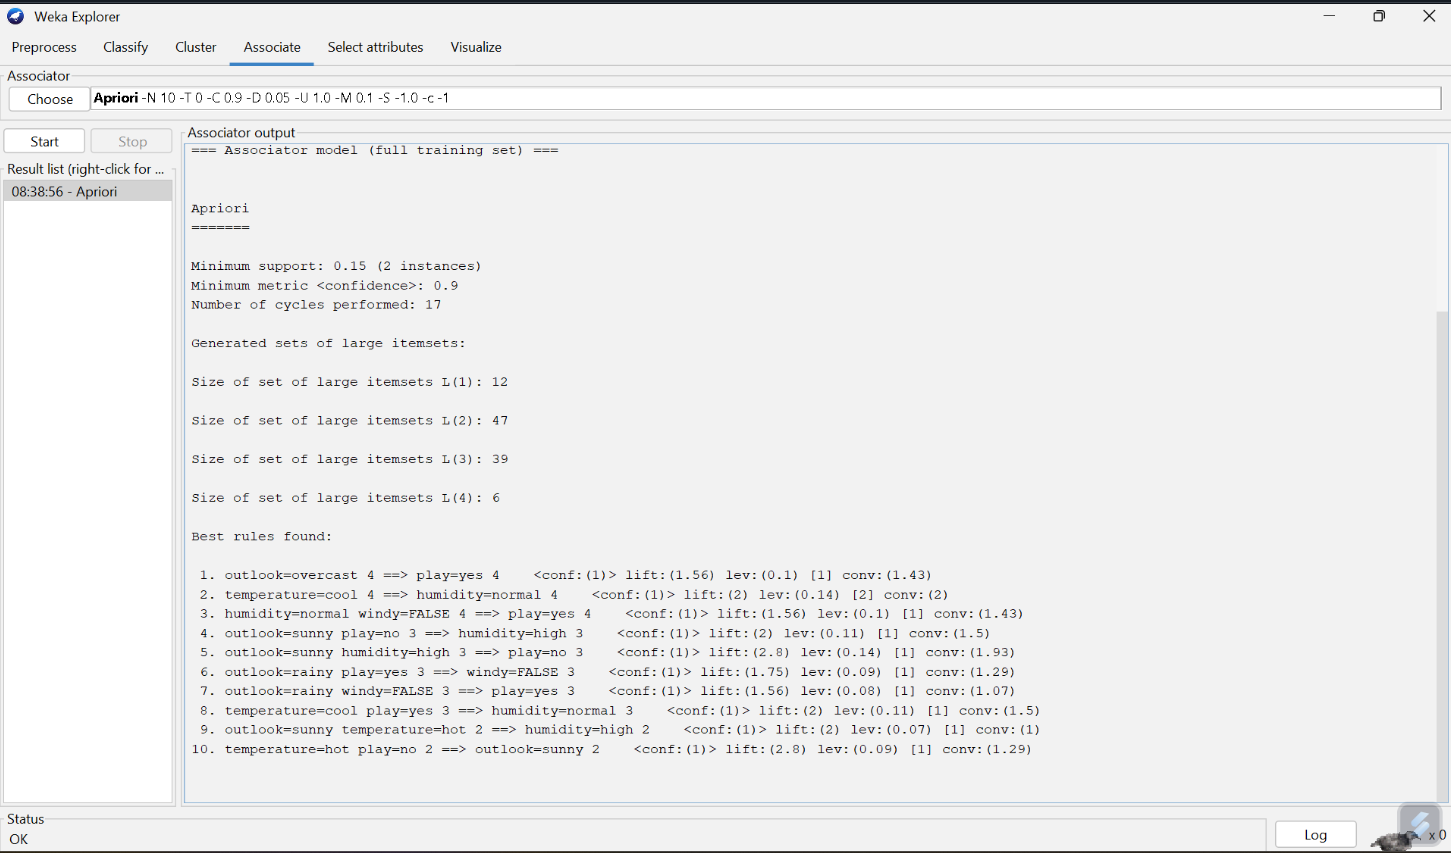 Weka Explorer
Preprocess Classify Cluster Associate Select attributes Visualize
Associator
Choose Apriori -N 10 -T 0 -C 0.9 -D 0.05 -U 1.0 -M 0.1 -S -1.0 -c -1
Start Stop
Result list (right-click for ...
08:38:56 - Apriori
Associator output
=== Associator model (full training set) ===
Apriori
=======
Minimum support: 0.15 (2 instances)
Minimum metric <confidence>: 0.9
Number of cycles performed: 17
Generated sets of large itemsets:
Size of set of large itemsets L(1): 12
Size of set of large itemsets L(2): 47
Size of set of large itemsets L(3): 39
Size of set of large itemsets L(4): 6
Best rules found:
1. outlook=overcast 4 ==> play=yes 4 <conf:(1)> lift:(1.56) lev:(0.1) [1] conv:(1.43)
2. temperature=cool 4 ==> humidity=normal 4 <conf:(1)> lift:(2) lev:(0.14) [2] conv:(2)
3. humidity=normal windy=FALSE 4 ==> play=yes 4 <conf:(1)> lift:(1.56) lev:(0.1) [1] conv:(1.43)
4. outlook=sunny play=no 3 ==> humidity=high 3 <conf:(1)> lift:(2) lev:(0.11) [1] conv:(1.5)
5. outlook=sunny humidity=high 3 ==> play=no 3 <conf:(1)> lift:(2.8) lev:(0.14) [1] conv:(1.93)
6. outlook=rainy play=yes 3 ==> windy=FALSE 3 <conf:(1)> lift:(1.75) lev:(0.09) [1] conv:(1.29)
7. outlook=rainy windy=FALSE 3 ==> play=yes 3 <conf:(1)> lift:(1.56) lev:(0.08) [1] conv:(1.07)
8. temperature=cool play=yes 3 ==> humidity=normal 3 <conf:(1)> lift:(2) lev:(0.11) [1] conv:(1.5)
9. outlook=sunny temperature=hot 2 ==> humidity=high 2 <conf:(1)> lift:(2) lev:(0.07) [1] conv:(1)
10. temperature=hot play=no 2 ==> outlook=sunny 2 <conf:(1)> lift:(2.8) lev:(0.09) [1] conv:(1.29)
Status
OK
Log
x 0